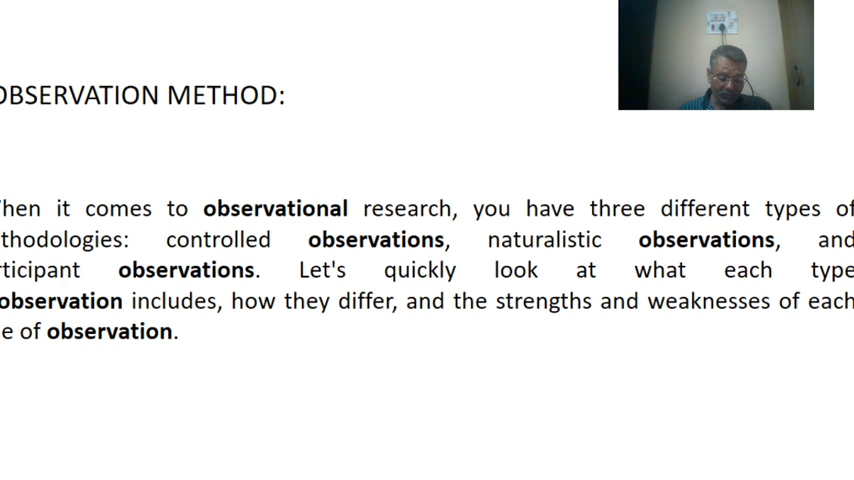 OBSERVATION METHOD:
hen it comes to observational research, you have three different types of
thodologies: controlled observations, naturalistic observations, and
rticipant observations. Let's quickly look at what each type
observation includes, how they differ, and the strengths and weaknesses of each
e of observation.